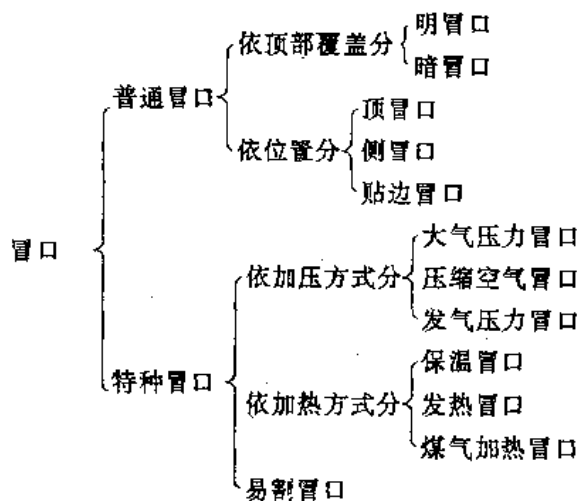 冒口
普通冒口
依顶部覆盖分
明冒口
暗冒口
依位置分
顶冒口
侧冒口
贴边冒口
特种冒口
依加压方式分
大气压力冒口
压缩空气冒口
发气压力冒口
依加热方式分
保温冒口
发热冒口
煤气加热冒口
易割冒口